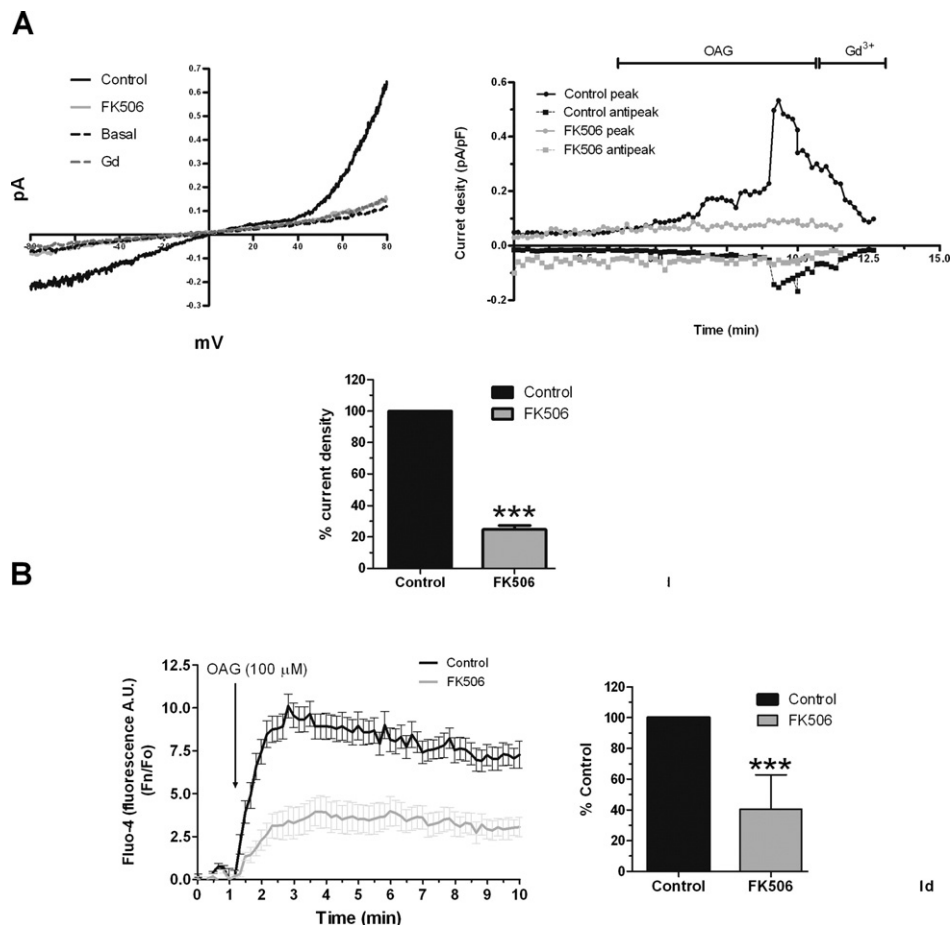 A
Control
FK506
Basal
Gd
pA
0.7
0.6
0.5
0.4
0.3
0.2
0.1
-0.1
-0.2
-0.3
20 40 60 80
mV
OAG Gd³⁺
Control peak
Control antipeak
FK506 peak
FK506 antipeak
Curret desity (pA/pF)
0.6
0.4
0.2
0.0
-0.2
10.0 12.5 15.0
Time (min)
% current density
120
100
80
60
40
20
0
Control
FK506
***
Control FK506
l
B
Fluo-4 (fluorescence A.U.)
(Fn/Fo)
12.5
10.0
7.5
5.0
2.5
0.0
OAG (100 µM)
Control
FK506
0 1 2 3 4 5 6 7 8 9 10
Time (min)
% Control
120
100
80
60
40
20
0
Control
FK506
***
Control FK506
ld